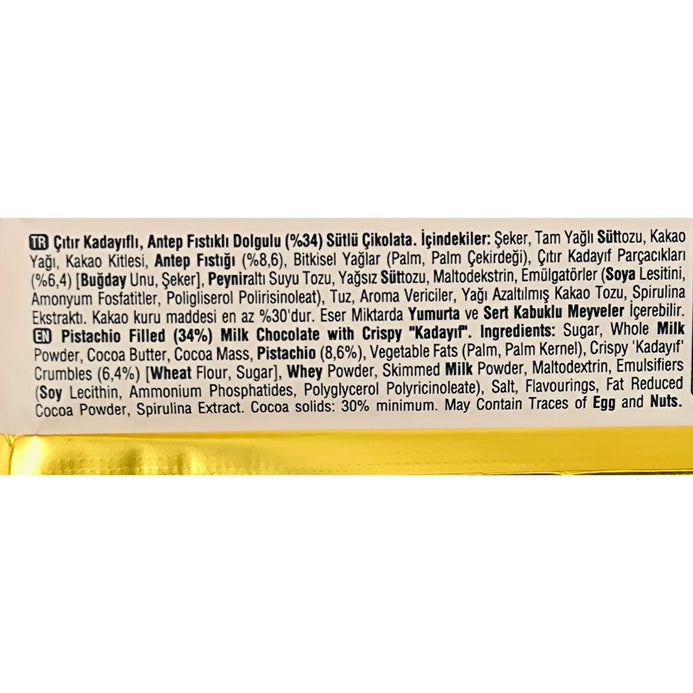 TR Çıtır Kadayıflı, Antep Fıstıklı Dolgulu (%34) Sütlü Çikolata. İçindekiler: Şeker, Tam Yağlı Süttozu, Kakao
Yağı, Kakao Kitlesi, Antep Fıstığı (%8,6), Bitkisel Yağlar (Palm, Palm Çekirdeği), Çıtır Kadayıf Parçacıkları
(%6,4) [Buğday Unu, Şeker], Peyniraltı Suyu Tozu, Yağsız Süttozu, Maltodekstrin, Emülgatörler (Soya Lesitini,
Amonyum Fosfatitler, Poligliserol Polirisinoleat), Tuz, Aroma Vericiler, Yağı Azaltılmış Kakao Tozu, Spirulina
Ekstraktı. Kakao kuru maddesi en az %30'dur. Eser Miktarda Yumurta ve Sert Kabuklu Meyveler İçerebilir.
EN Pistachio Filled (34%) Milk Chocolate with Crispy "Kadayıf". Ingredients: Sugar, Whole Milk
Powder, Cocoa Butter, Cocoa Mass, Pistachio (8,6%), Vegetable Fats (Palm, Palm Kernel), Crispy 'Kadayıf'
Crumbles (6,4%) [Wheat Flour, Sugar], Whey Powder, Skimmed Milk Powder, Maltodextrin, Emulsifiers
(Soy Lecithin, Ammonium Phosphatides, Polyglycerol Polyricinoleate), Salt, Flavourings, Fat Reduced
Cocoa Powder, Spirulina Extract. Cocoa solids: 30% minimum. May Contain Traces of Egg and Nuts.